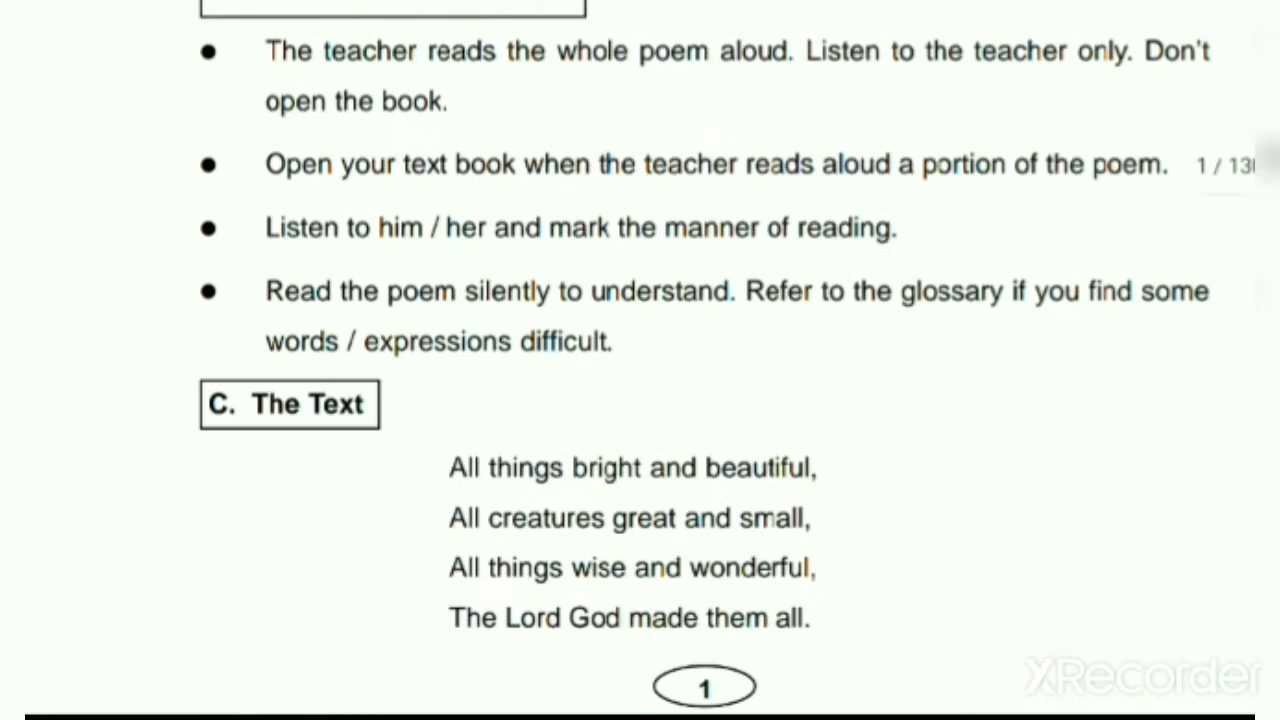 ● The teacher reads the whole poem aloud. Listen to the teacher only. Don't
open the book.
● Open your text book when the teacher reads aloud a portion of the poem.
1 / 13
● Listen to him / her and mark the manner of reading.
● Read the poem silently to understand. Refer to the glossary if you find some
words / expressions difficult.
C. The Text
All things bright and beautiful,
All creatures great and small,
All things wise and wonderful,
The Lord God made them all.
1
XRecorder